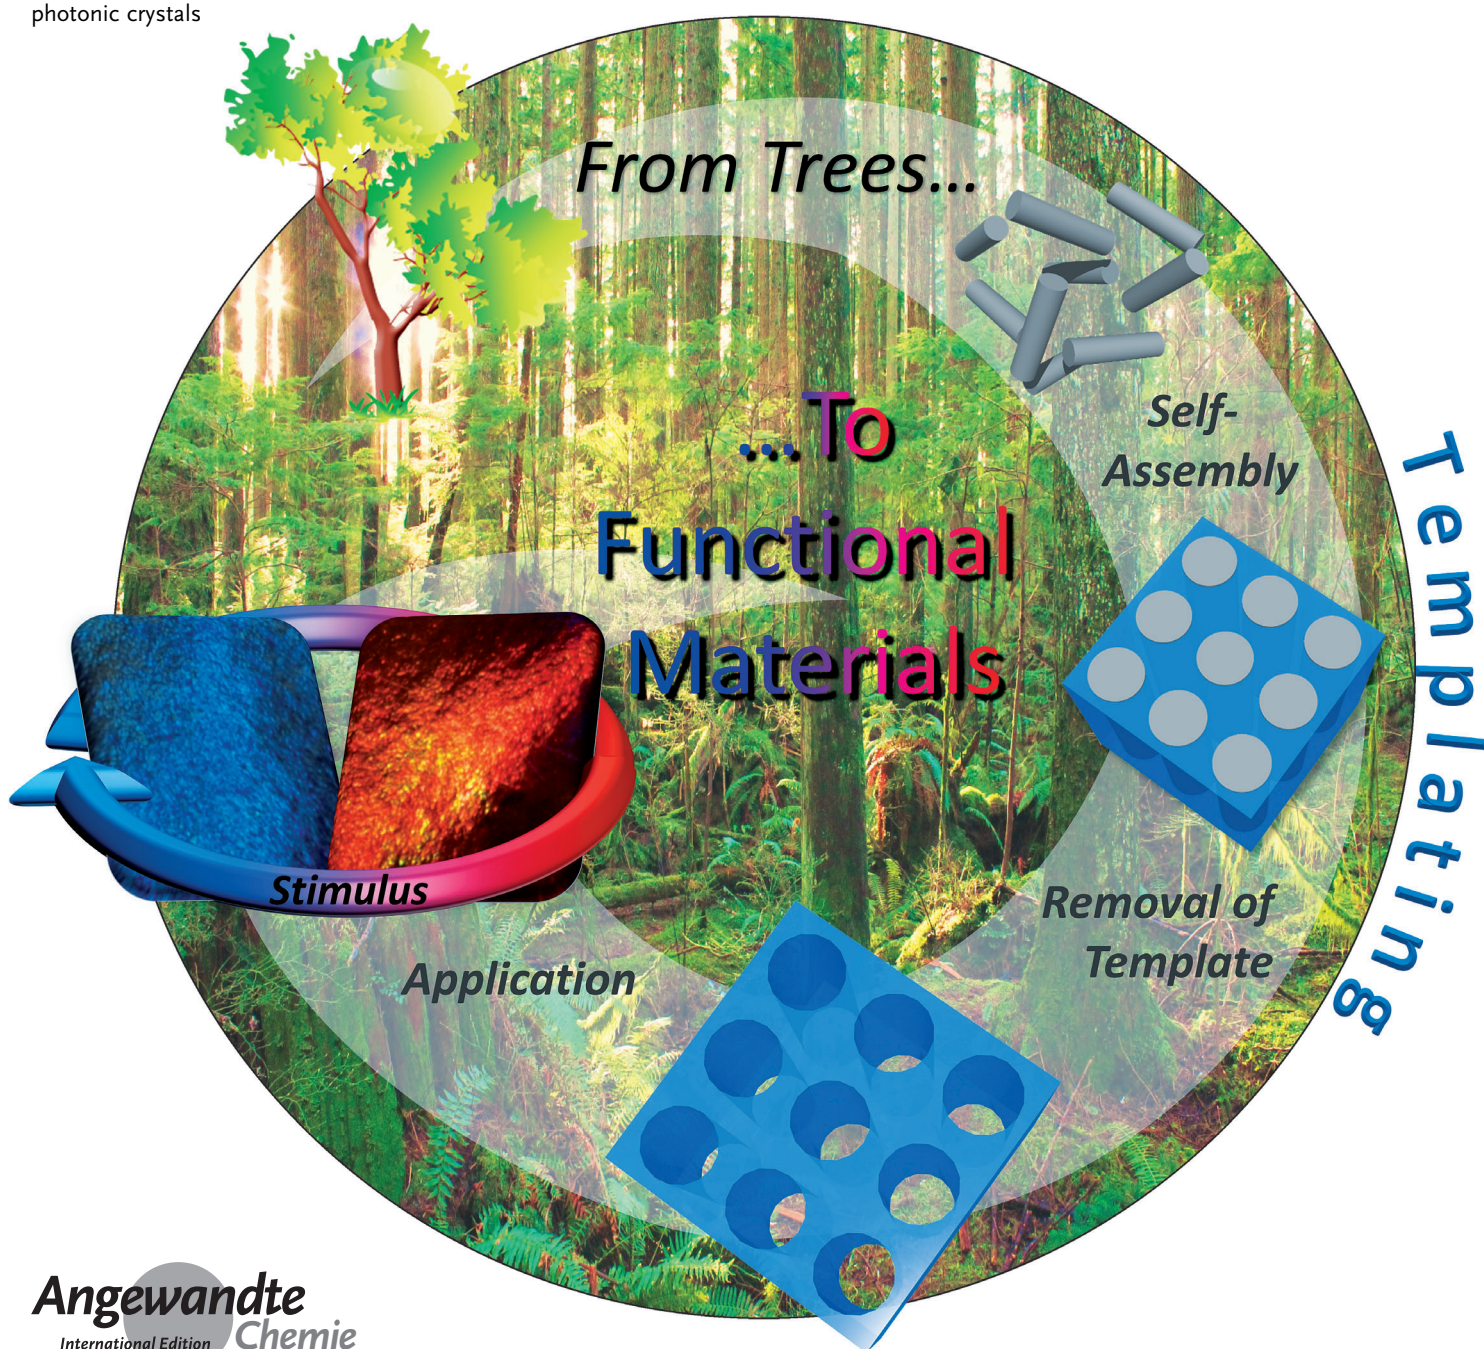 photonic crystals
From Trees...
...To
Functional
Materials
Self-
Assembly
Templating
Removal of
Template
Application
Stimulus
Angewandte
International Edition
Chemie